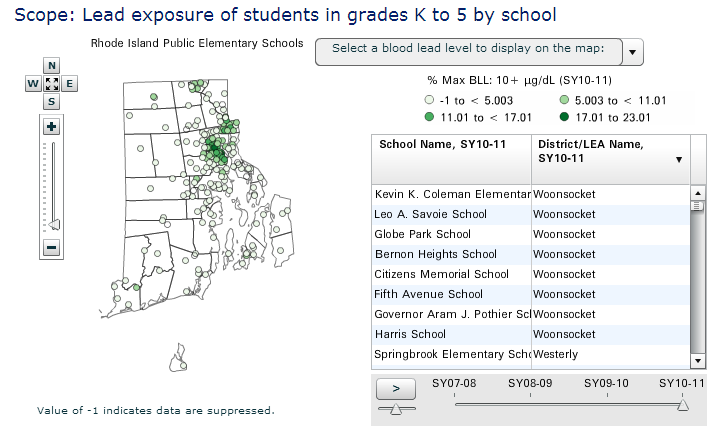 Scope: Lead exposure of students in grades K to 5 by school
Rhode Island Public Elementary Schools
Select a blood lead level to display on the map:
N
W
E
S
% Max BLL: 10+ µg/dL (SY10-11)
-1 to < 5.003
5.003 to < 11.01
11.01 to < 17.01
17.01 to 23.01
School Name, SY10-11
District/LEA Name, SY10-11
Kevin K. Coleman Elementar Woonsocket
Leo A. Savoie School Woonsocket
Globe Park School Woonsocket
Bernon Heights School Woonsocket
Citizens Memorial School Woonsocket
Fifth Avenue School Woonsocket
Governor Aram J. Pothier Scl Woonsocket
Harris School Woonsocket
Springbrook Elementary Sch Westerly
>
SY07-08 SY08-09 SY09-10 SY10-11
Value of -1 indicates data are suppressed.